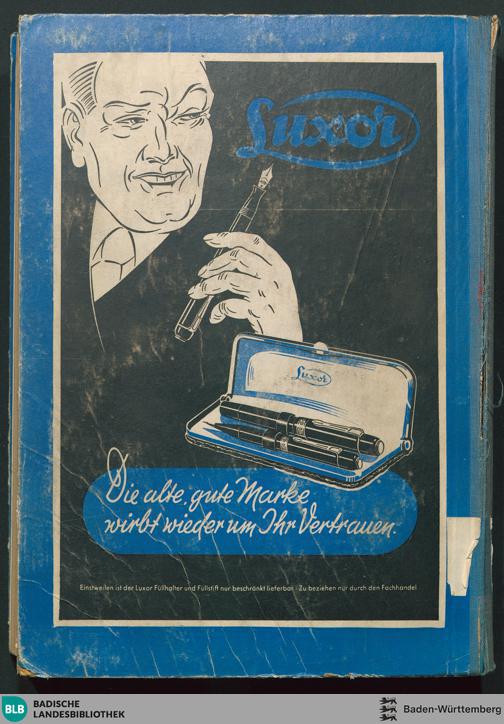 Luxor
Luxor
Die alte, gute Marke
wirbt wieder um Ihr Vertrauen.
Einstweilen ist der Luxor Füllhalter und Füllstift nur beschränkt lieferbar · Zu beziehen nur durch den Fachhandel
BLB BADISCHE
LANDESBIBLIOTHEK
Baden-Württemberg